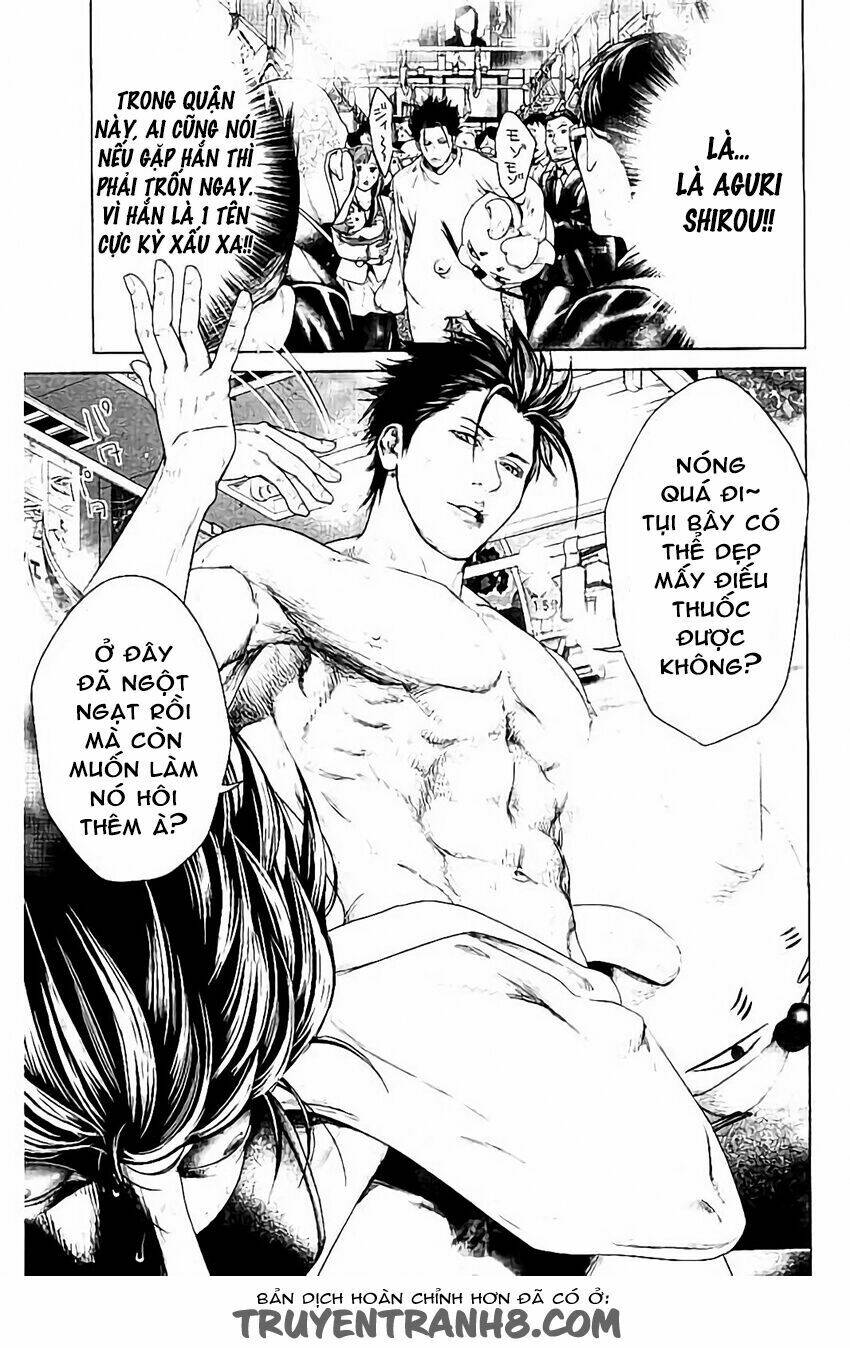 LÀ...
LÀ AGURI
SHIROU!!
TRONG QUẬN
NÀY, AI CŨNG NÓI
NẾU GẶP HẮN THÌ
PHẢI TRỐN NGAY.
VÌ HẮN LÀ 1 TÊN
CỰC KỲ XẤU XA!!
NÓNG
QUÁ ĐI~
TỤI BÂY CÓ
THỂ DẸP
MẤY ĐIẾU
THUỐC
ĐƯỢC
KHÔNG?
Ở ĐÂY
ĐÃ NGỘT
NGẠT RỒI
MÀ CÒN
MUỐN LÀM
NÓ HÔI
THÊM À?
BẢN DỊCH HOÀN CHỈNH HƠN ĐÃ CÓ Ở:
TRUYENTRANH8.COM